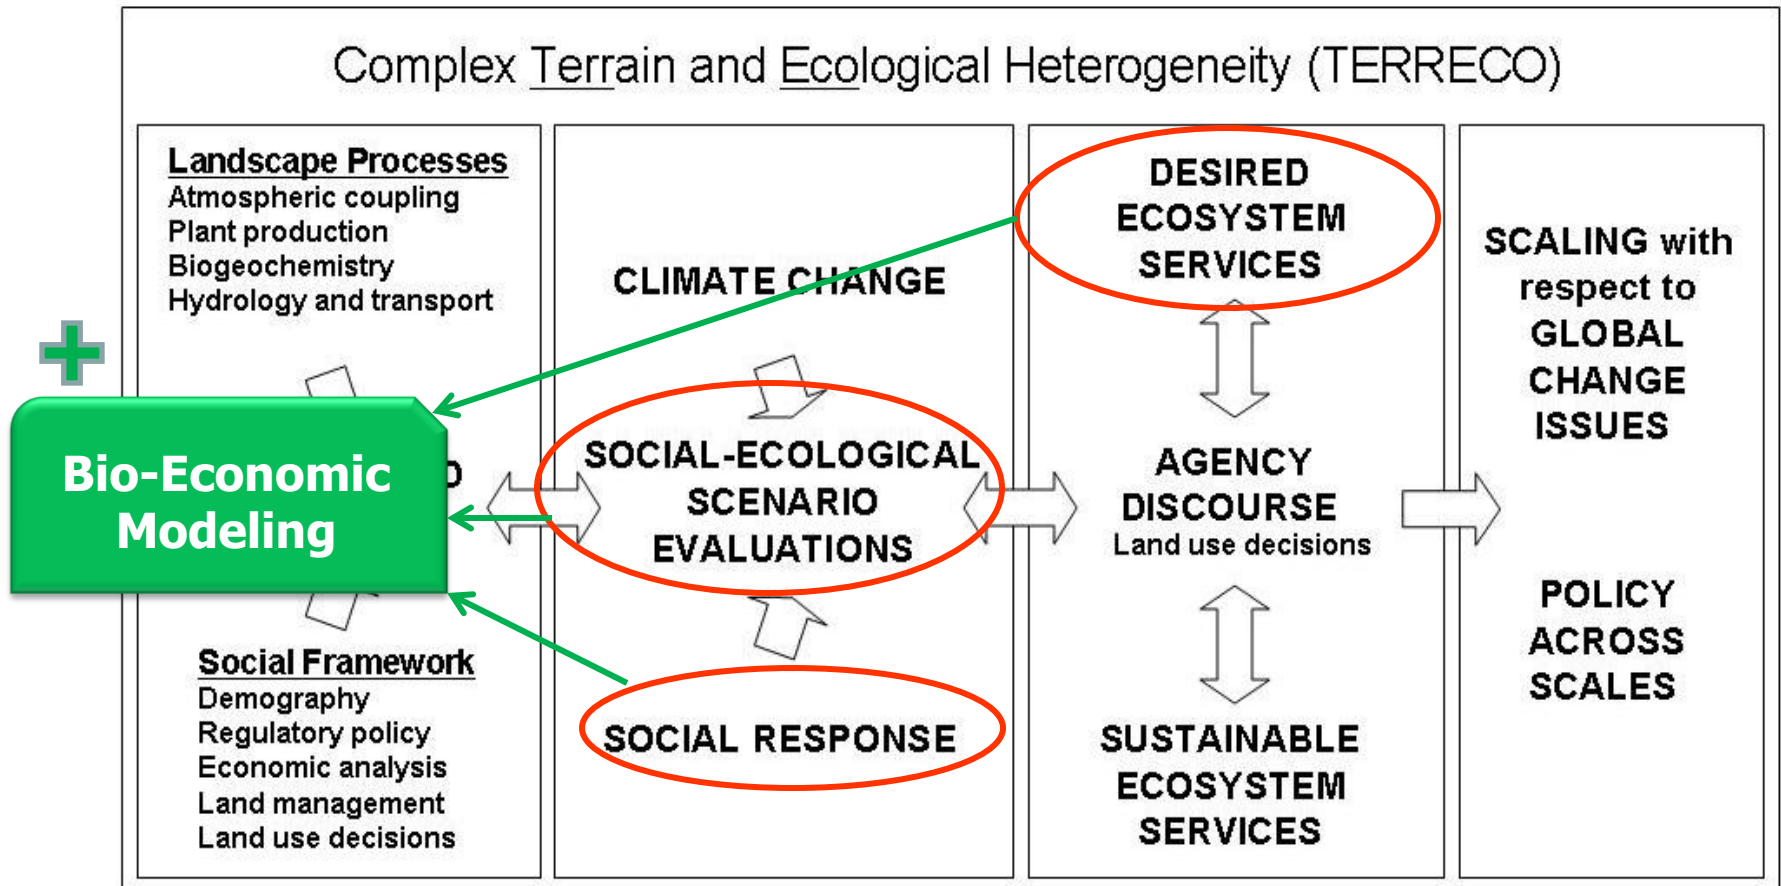 Complex Terrain and Ecological Heterogeneity (TERRECO)
Landscape Processes
Atmospheric coupling
Plant production
Biogeochemistry
Hydrology and transport
Bio-Economic
Modeling
Social Framework
Demography
Regulatory policy
Economic analysis
Land management
Land use decisions
CLIMATE CHANGE
SOCIAL-ECOLOGICAL
SCENARIO
EVALUATIONS
SOCIAL RESPONSE
DESIRED
ECOSYSTEM
SERVICES
AGENCY
DISCOURSE
Land use decisions
SUSTAINABLE
ECOSYSTEM
SERVICES
SCALING with
respect to
GLOBAL
CHANGE
ISSUES
POLICY
ACROSS
SCALES